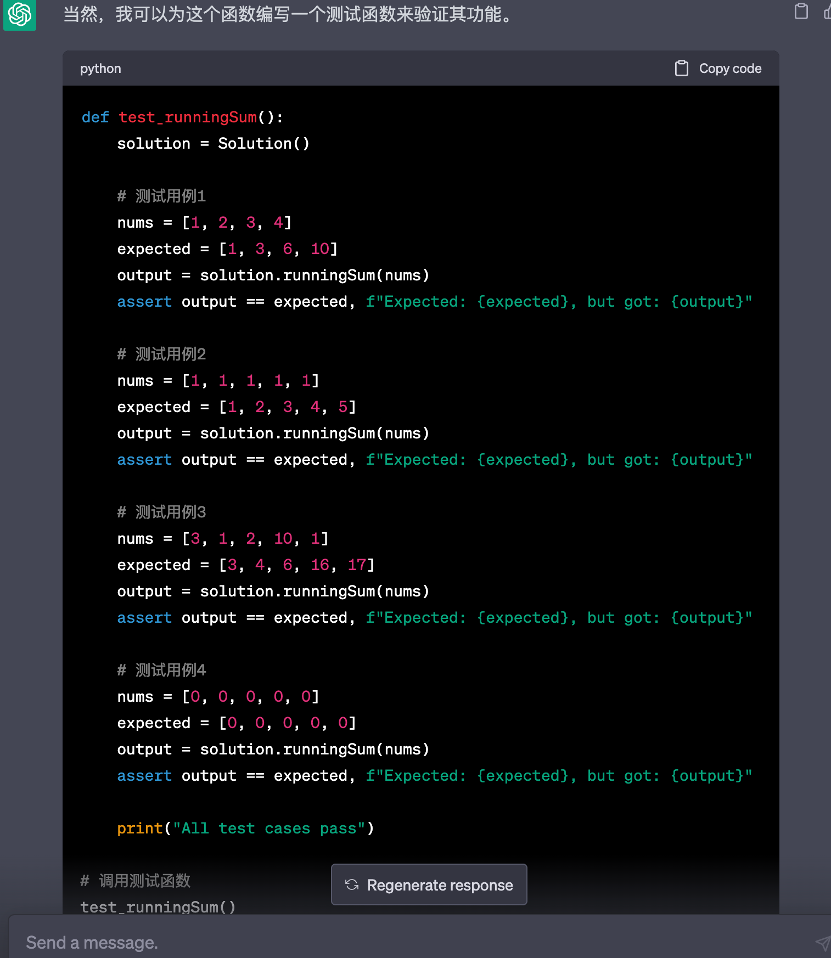 当然，我可以为这个函数编写一个测试函数来验证其功能。
python
Copy code
def test_runningSum():
    solution = Solution()
    # 测试用例1
    nums = [1, 2, 3, 4]
    expected = [1, 3, 6, 10]
    output = solution.runningSum(nums)
    assert output == expected, f"Expected: {expected}, but got: {output}"
    # 测试用例2
    nums = [1, 1, 1, 1, 1]
    expected = [1, 2, 3, 4, 5]
    output = solution.runningSum(nums)
    assert output == expected, f"Expected: {expected}, but got: {output}"
    # 测试用例3
    nums = [3, 1, 2, 10, 1]
    expected = [3, 4, 6, 16, 17]
    output = solution.runningSum(nums)
    assert output == expected, f"Expected: {expected}, but got: {output}"
    # 测试用例4
    nums = [0, 0, 0, 0, 0]
    expected = [0, 0, 0, 0, 0]
    output = solution.runningSum(nums)
    assert output == expected, f"Expected: {expected}, but got: {output}"
    print("All test cases pass")
# 调用测试函数
Regenerate response
test_runningSum()
Send a message.